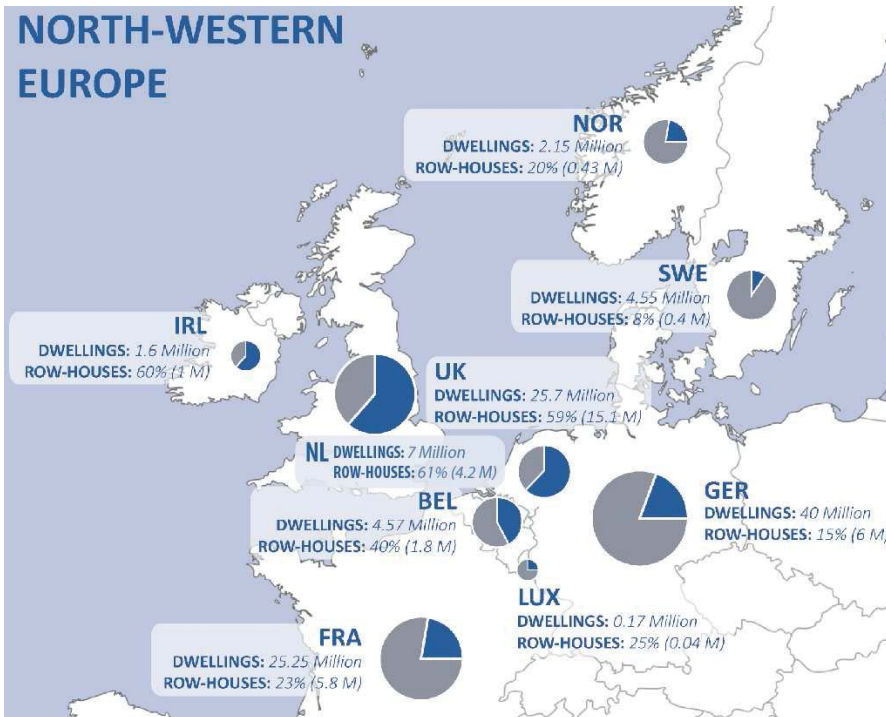 NORTH-WESTERN
EUROPE
NOR
DWELLINGS: 2.15 Million
ROW-HOUSES: 20% (0.43 M)
SWE
DWELLINGS: 4.55 Million
ROW-HOUSES: 8% (0.4 M)
IRL
DWELLINGS: 1.6 Million
ROW-HOUSES: 60% (1 M)
UK
DWELLINGS: 25.7 Million
ROW-HOUSES: 59% (15.1 M)
NL DWELLINGS: 7 Million
ROW-HOUSES: 61% (4.2 M)
BEL
DWELLINGS: 4.57 Million
ROW-HOUSES: 40% (1.8 M)
GER
DWELLINGS: 40 Million
ROW-HOUSES: 15% (6 M
LUX
DWELLINGS: 0.17 Million
ROW-HOUSES: 25% (0.04 M)
FRA
DWELLINGS: 25.25 Million
ROW-HOUSES: 23% (5.8 M)